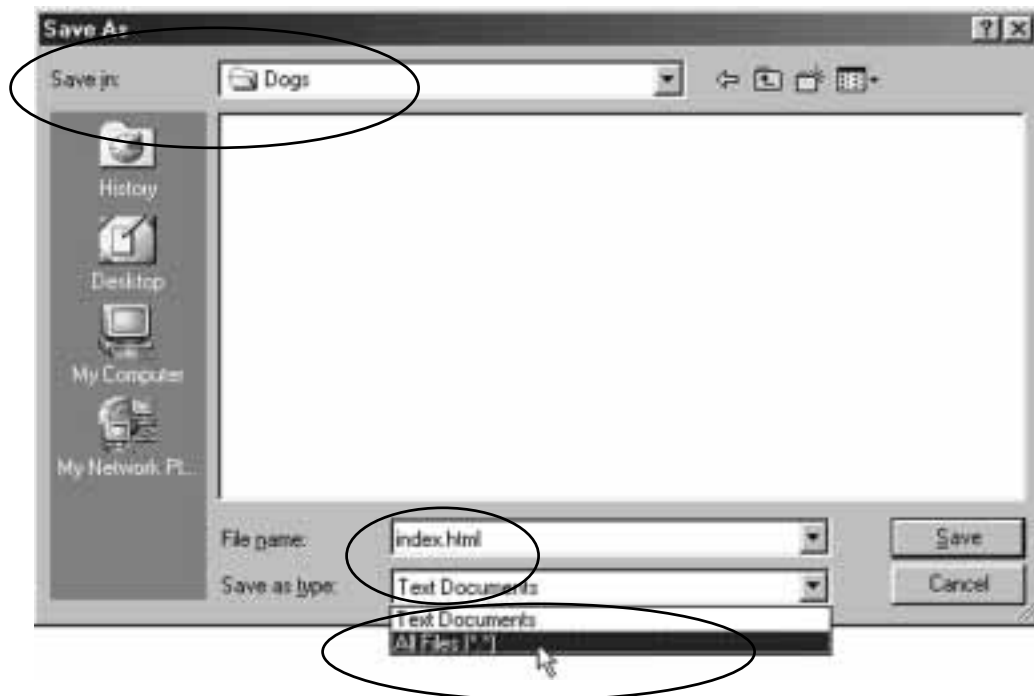 Save As
Save in:
Dogs
History
Desktop
My Computer
My Network Pl...
File name:
index.html
Save
Save as type:
Text Documents
Cancel
Text Documents
All Files (*.*)